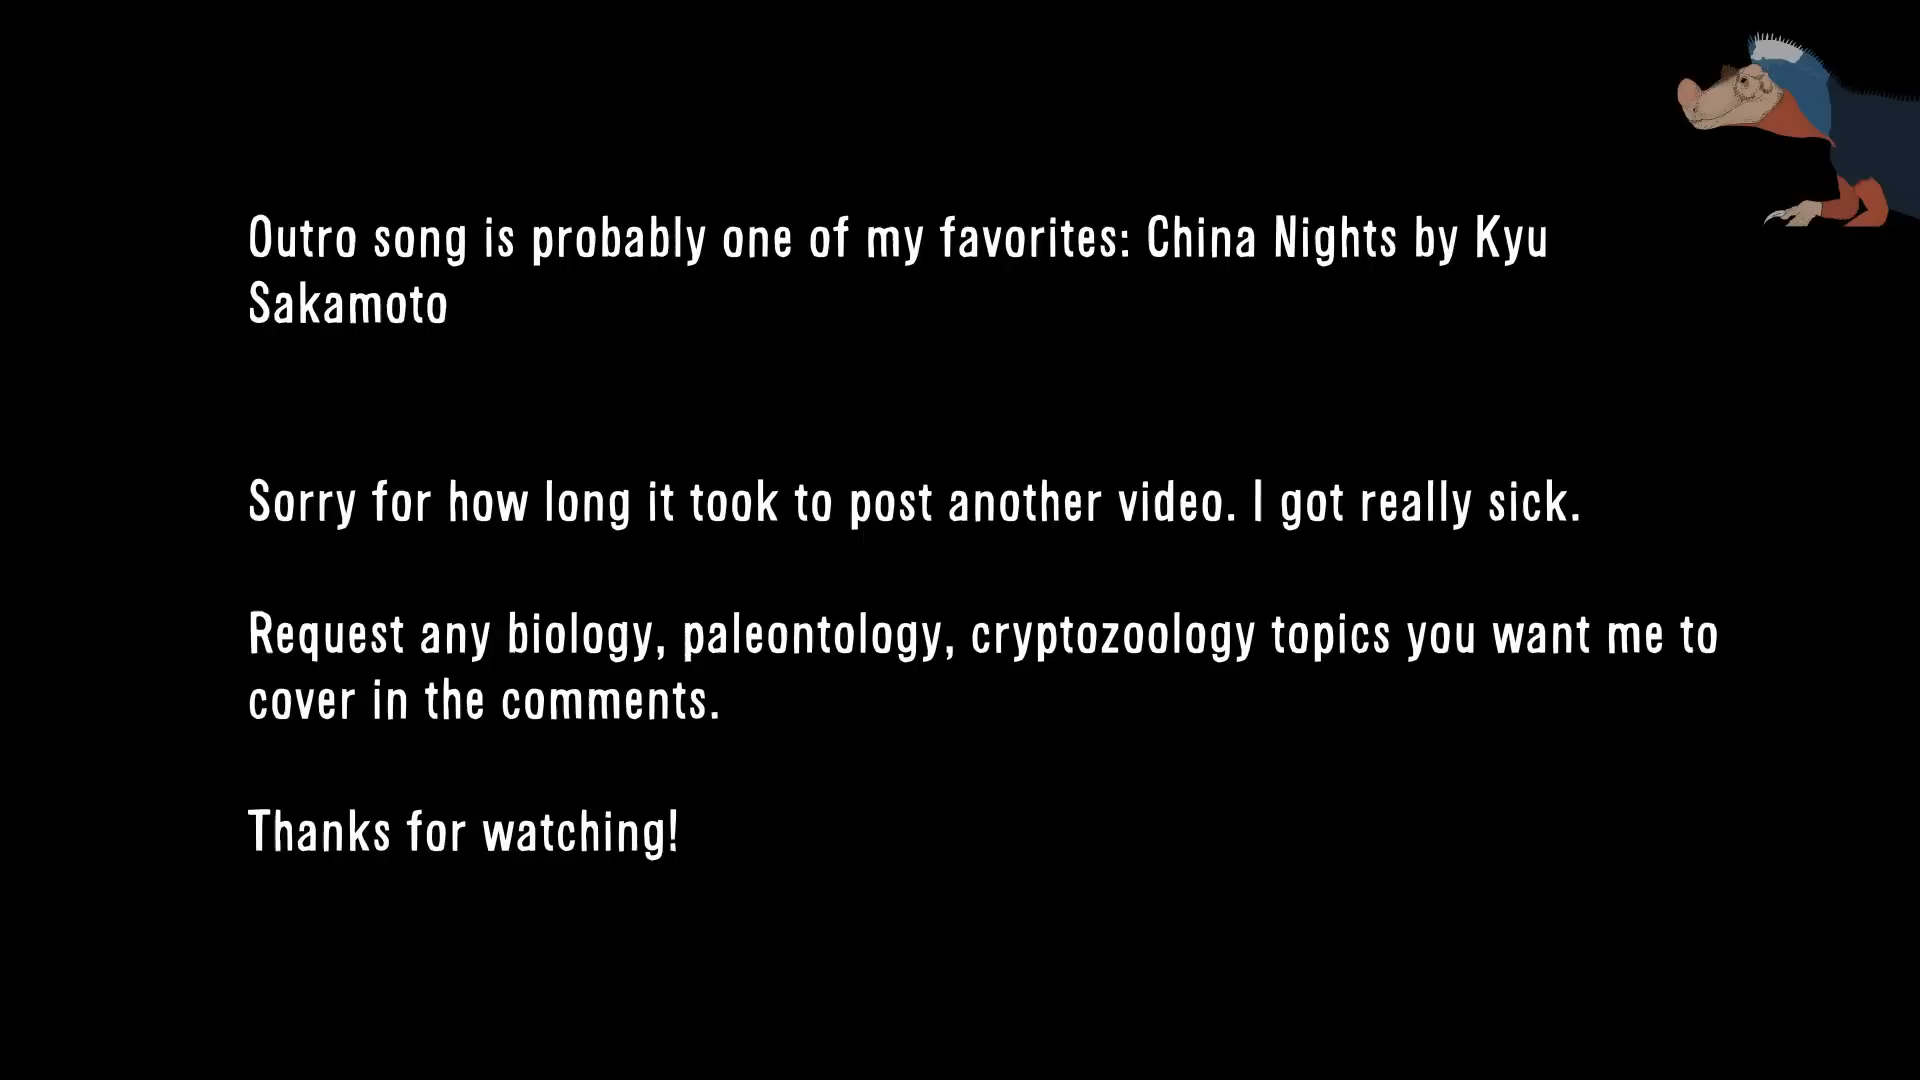 Outro song is probably one of my favorites: China Nights by Kyu
Sakamoto
Sorry for how long it took to post another video. I got really sick.
Request any biology, paleontology, cryptozoology topics you want me to
cover in the comments.
Thanks for watching!